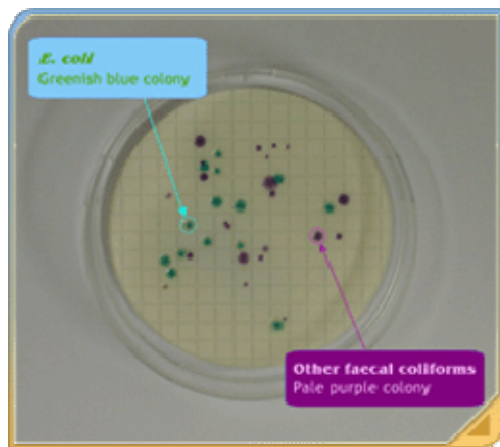 E. coli
Greenish blue colony
Other faecal coliforms
Pale purple colony